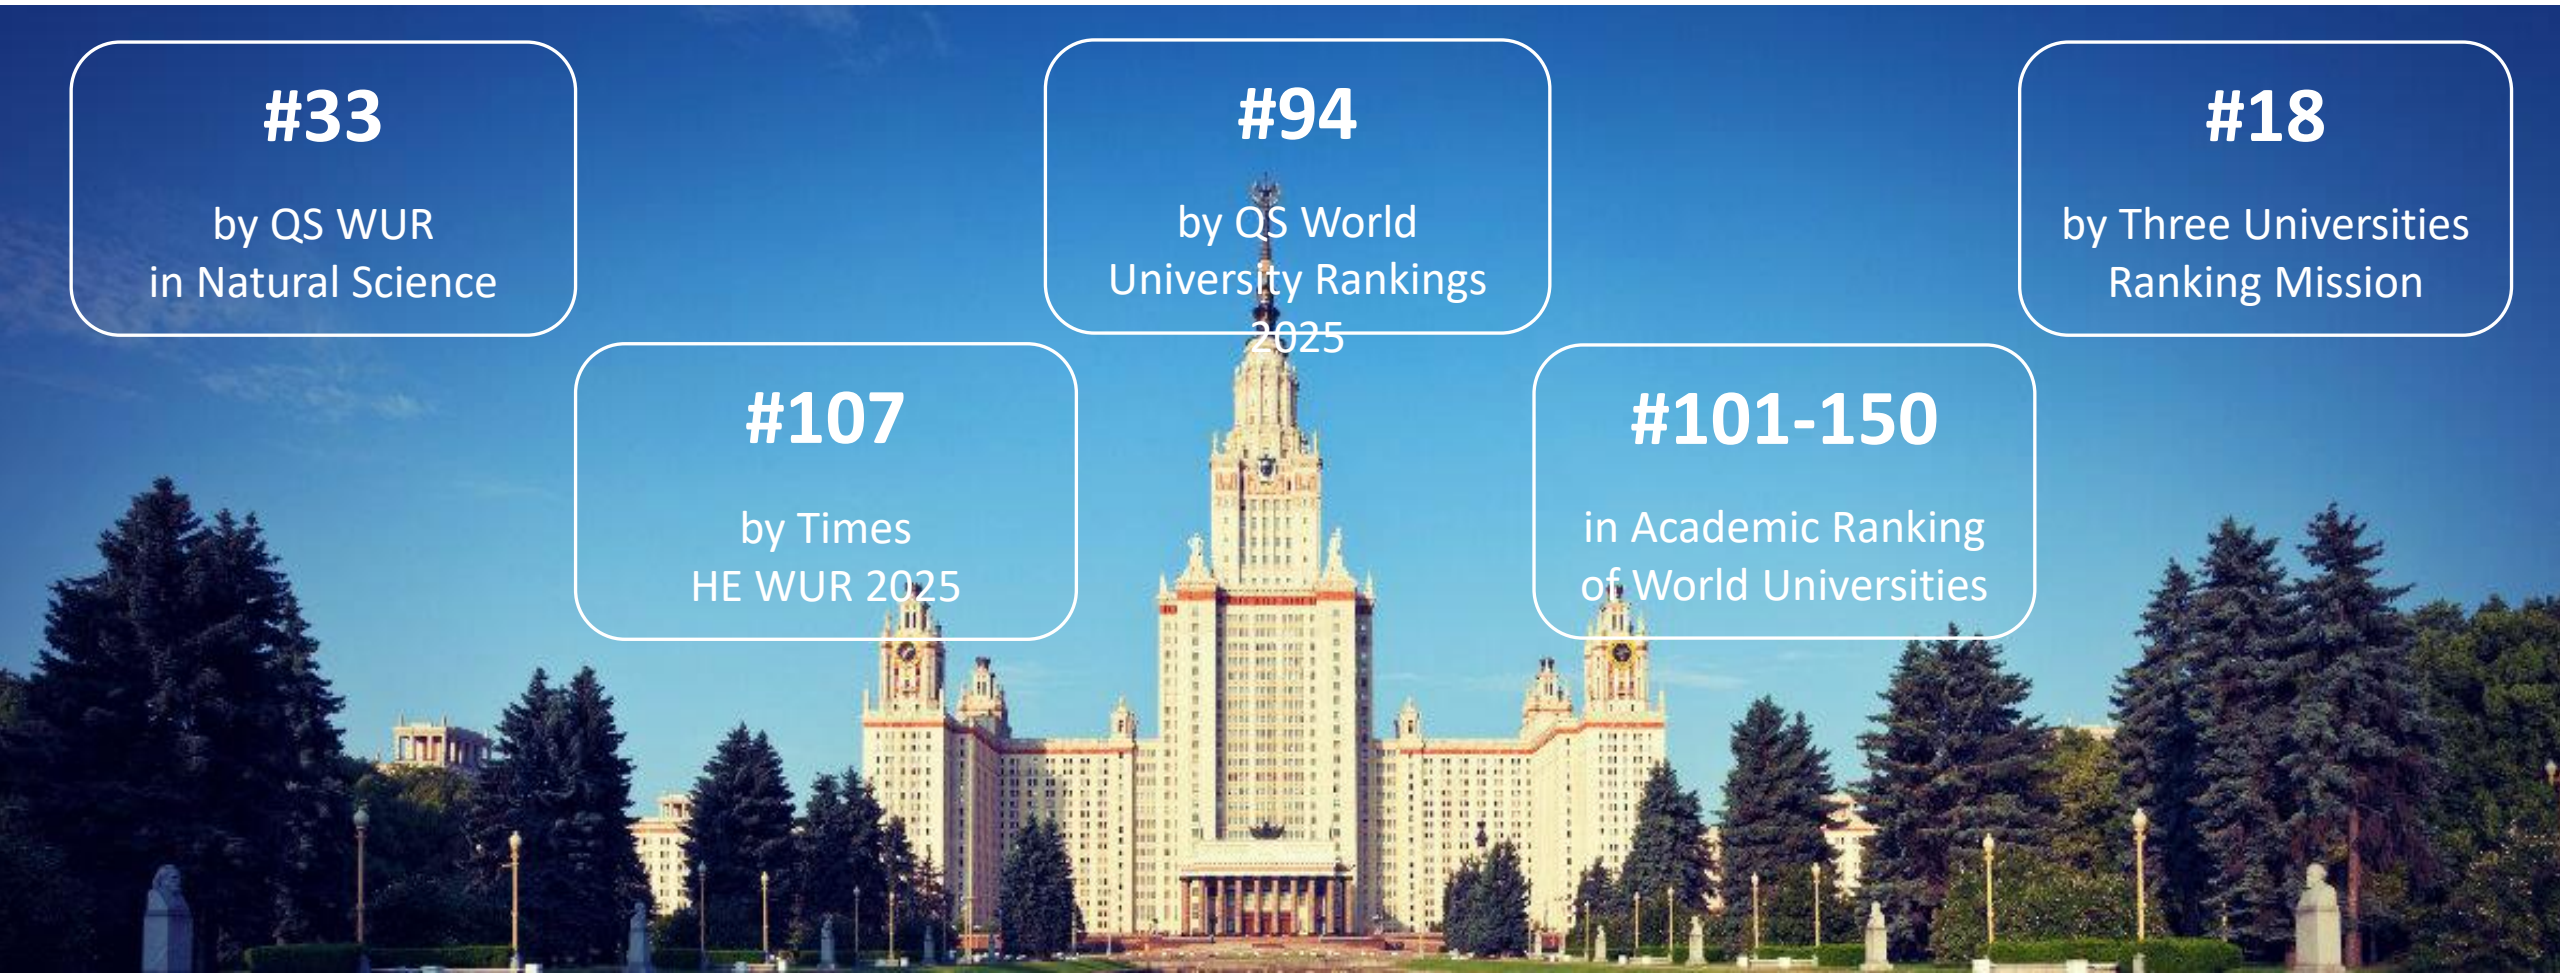 #33
by QS WUR
in Natural Science
#94
by QS World
University Rankings
2025
#18
by Three Universities
Ranking Mission
#107
by Times
HE WUR 2025
#101-150
in Academic Ranking
of World Universities